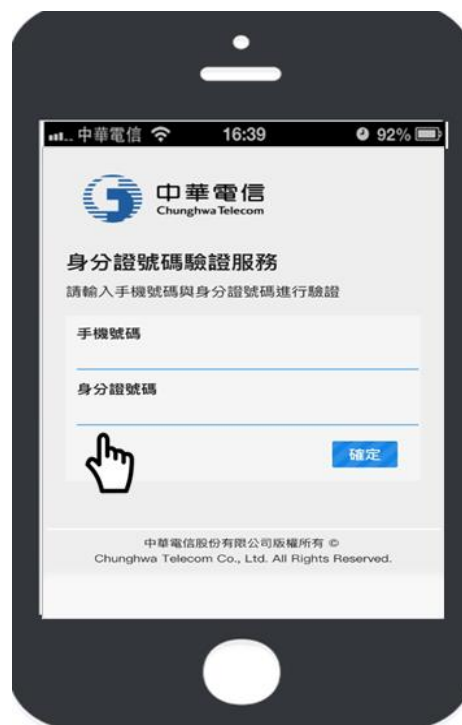 中華電信 16:39 92%
中華電信
Chunghwa Telecom
身分證號碼驗證服務
請輸入手機號碼與身分證號碼進行驗證
手機號碼
身分證號碼
確定
中華電信股份有限公司版權所有 ©
Chunghwa Telecom Co., Ltd. All Rights Reserved.